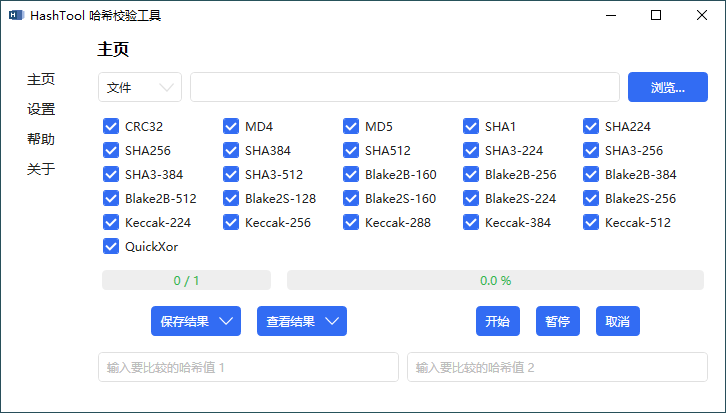 HashTool 哈希校验工具
主页
主页
设置
帮助
关于
文件
浏览...
CRC32 MD4 MD5 SHA1 SHA224
SHA256 SHA384 SHA512 SHA3-224 SHA3-256
SHA3-384 SHA3-512 Blake2B-160 Blake2B-256 Blake2B-384
Blake2B-512 Blake2S-128 Blake2S-160 Blake2S-224 Blake2S-256
Keccak-224 Keccak-256 Keccak-288 Keccak-384 Keccak-512
QuickXor
0 / 1 0.0 %
保存结果 查看结果 开始 暂停 取消
输入要比较的哈希值 1 输入要比较的哈希值 2